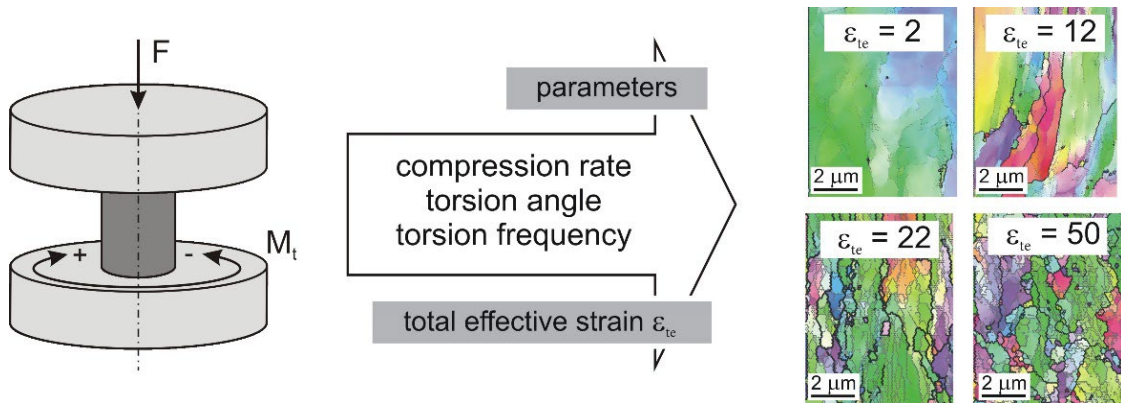 F
+
-
M_t
parameters
compression rate
torsion angle
torsion frequency
total effective strain ε_te
ε_te = 2
2 μm
ε_te = 12
2 μm
ε_te = 22
2 μm
ε_te = 50
2 μm